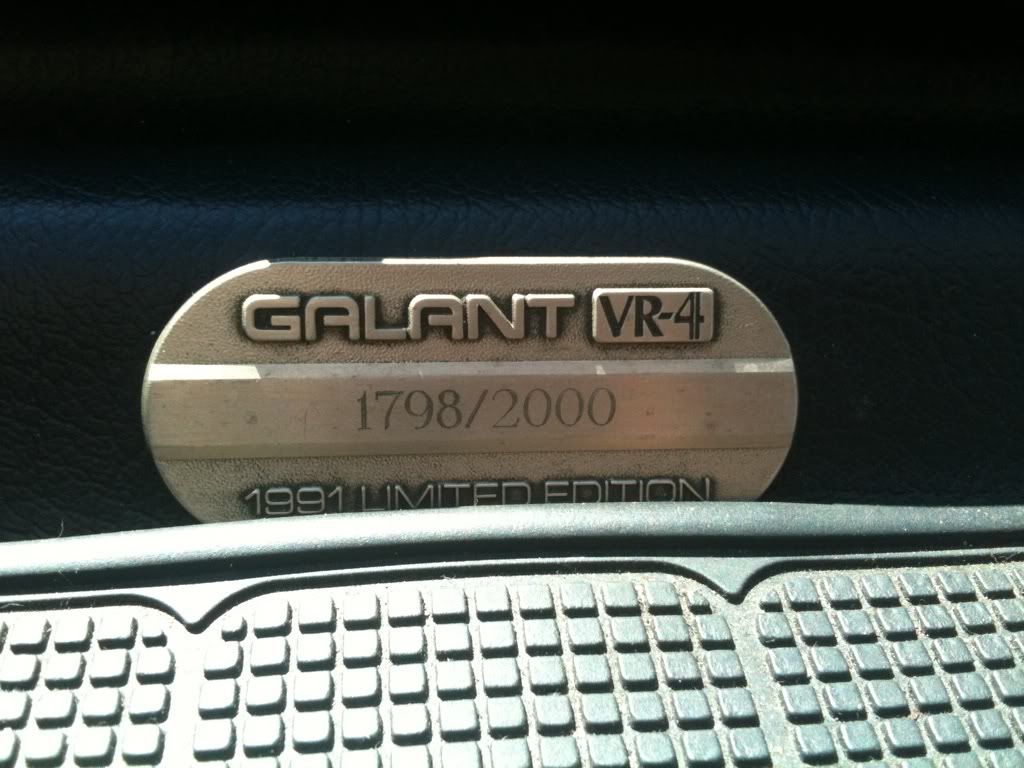 GALANT VR-4
1798/2000
1991 LIMITED EDITION